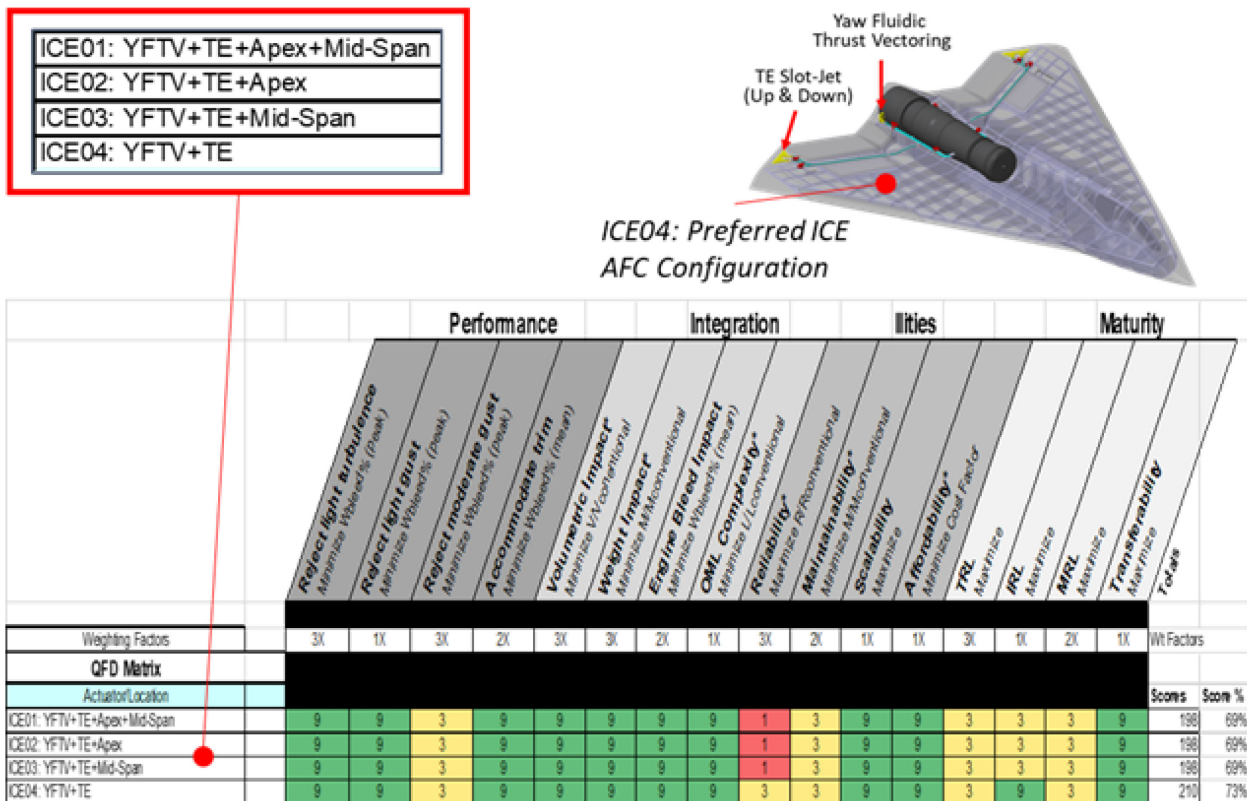 ICE01: YFTV+TE+Apex+Mid-Span
ICE02: YFTV+TE+Apex
ICE03: YFTV+TE+Mid-Span
ICE04: YFTV+TE
Yaw Fluidic
Thrust Vectoring
TE Slot-Jet
(Up & Down)
ICE04: Preferred ICE
AFC Configuration
Performance Integration Ilities Maturity
Reject light turbulence
Minimize Wbleed% (peak)
Reject light gust
Minimize Wbleed% (peak)
Reject moderate gust
Minimize Wbleed% (peak)
Accommodate trim
Minimize Wbleed% (mean)
Volumetric Impact*
Minimize
Weight Impact*
Minimize M/Mconventional
Engine Bleed Impact
Minimize Wbleed% (mean)
OML Complexity*
Minimize L/Lconventional
Reliability*
Maximize R/Rconventional
Maintainability*
Minimize M/Mconventional
Scalability
Maximize
Affordability*
Minimize Cost Factor
TRL
Maximize
IRL
Maximize
MRL
Maximize
Transferability
Maximize
Totals
Weighting Factors 3X 1X 3X 2X 3X 3X 2X 1X 3X 2X 1X 1X 3X 1X 2X 1X Wt Factors
QFD Matrix
Actuator/Location Scores Score %
ICE01: YFTV+TE+Apex+Mid-Span 9 9 3 9 9 9 9 9 1 3 9 9 3 3 3 9 198 69%
ICE02: YFTV+TE+Apex 9 9 3 9 9 9 9 9 1 3 9 9 3 3 3 9 198 69%
ICE03: YFTV+TE+Mid-Span 9 9 3 9 9 9 9 9 1 3 9 9 3 3 3 9 198 69%
ICE04: YFTV+TE 9 9 3 9 9 9 9 9 3 3 9 9 3 9 3 9 210 73%